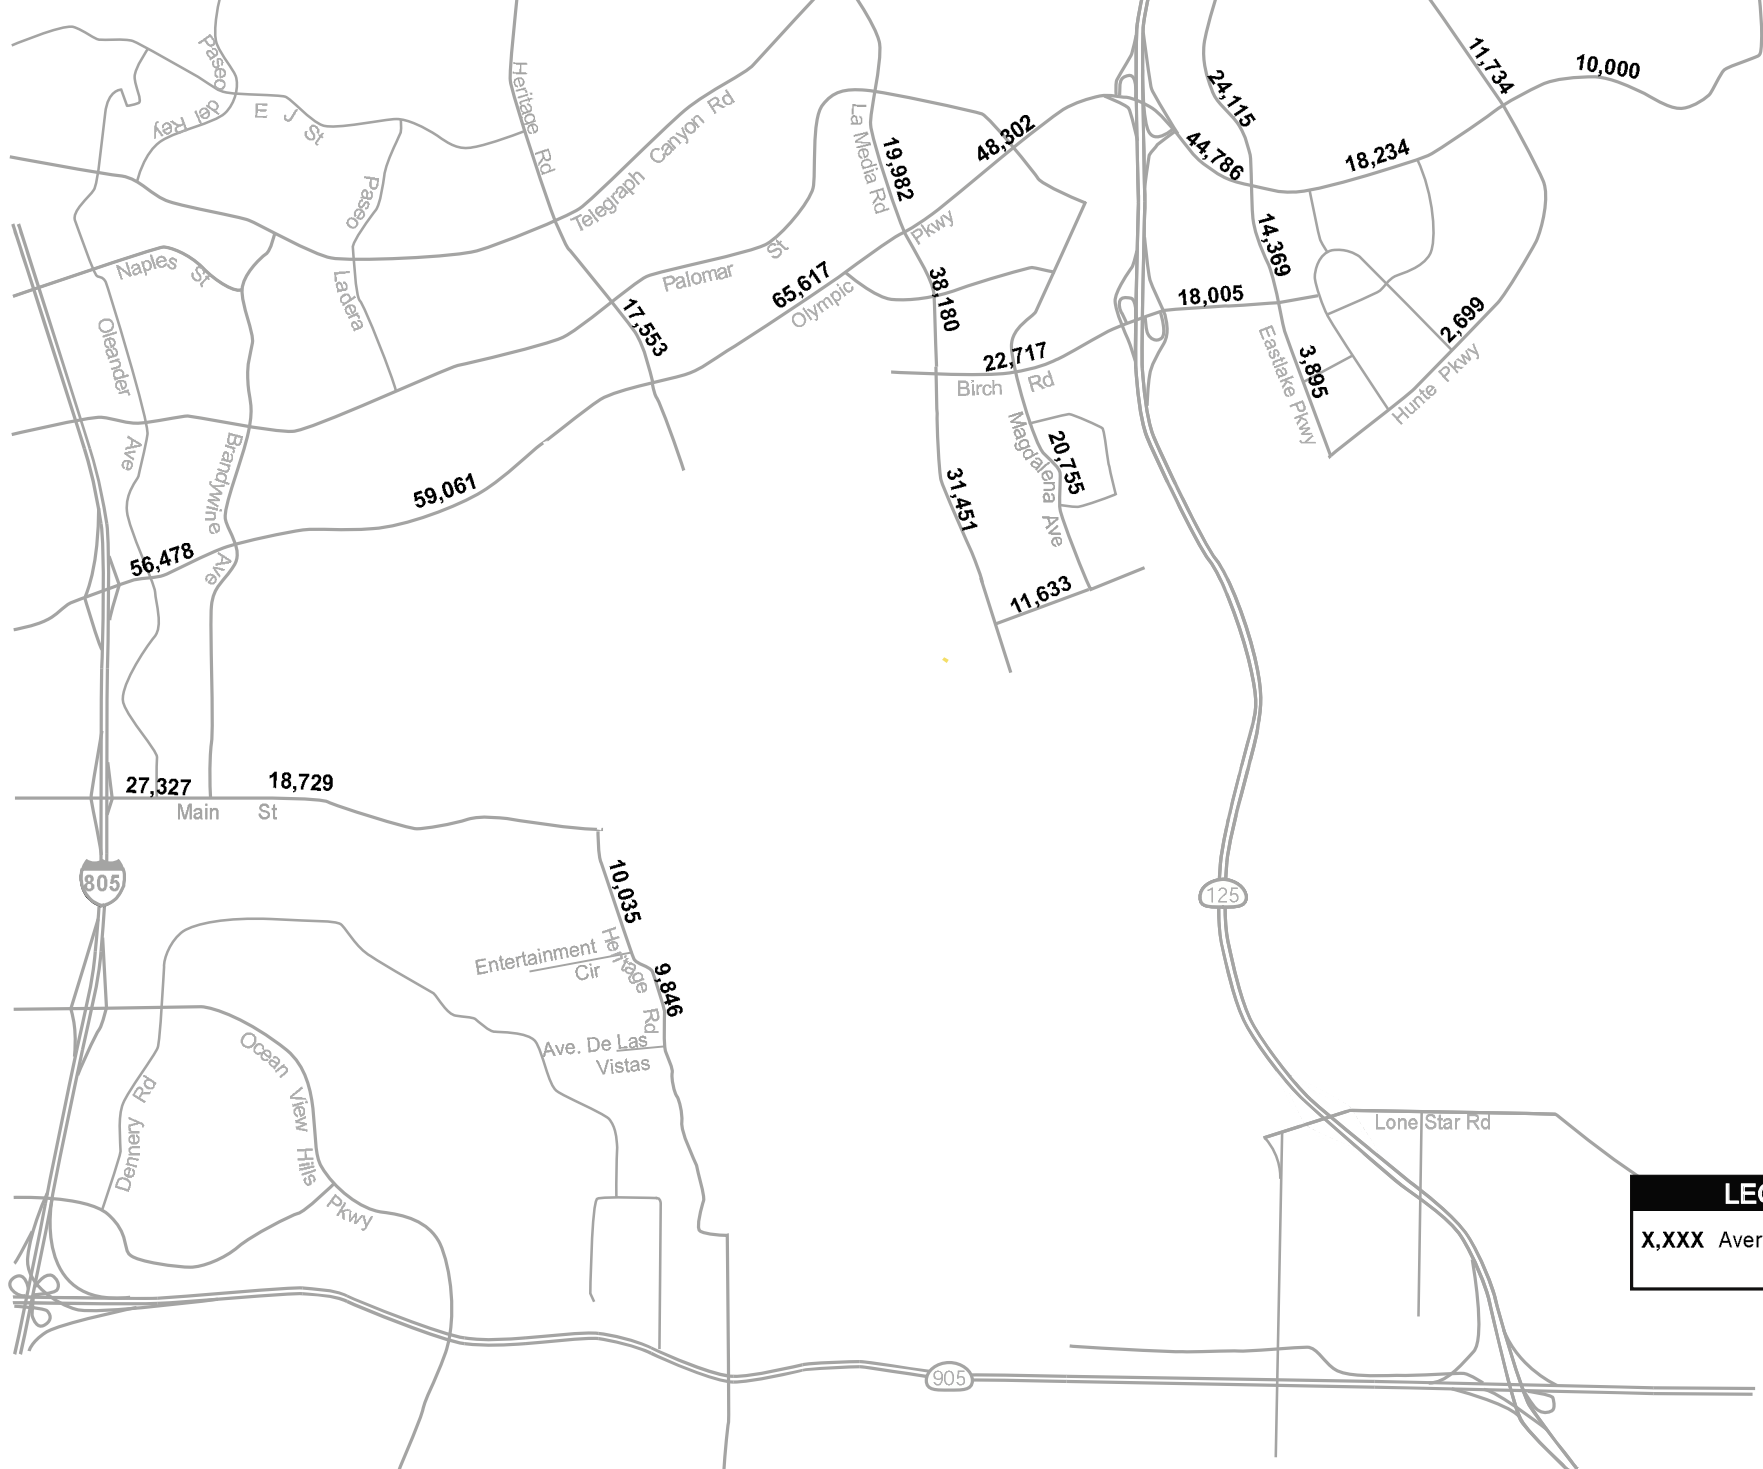 11,734
10,000
Paseo
del Rey
E J St
Heritage Rd
24,115
Telegraph Canyon Rd
La Media Rd
19,982
48,302
44,786
18,234
Paseo
Ladera
Naples St
Palomar St
65,617
Olympic Pkwy
38,180
14,369
18,005
17,553
22,717
Birch Rd
Eastlake Pkwy
3,895
2,699
Hunte Pkwy
Oleander
Ave
Brandywine Ave
Magdalena Ave
20,755
59,061
31,451
56,478
11,633
27,327
18,729
Main St
805
125
10,035
Entertainment
Cir
Heritage Rd
9,846
Ave. De Las
Vistas
Ocean View Hills Pkwy
Dennery Rd
Lone Star Rd
LEG
X,XXX Aver
905